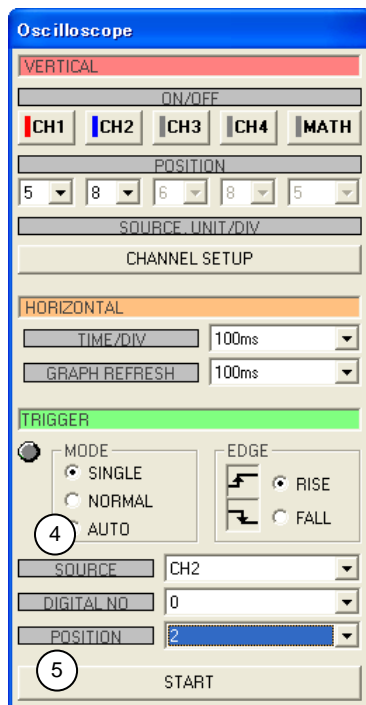 Oscilloscope
VERTICAL
ON/OFF
CH1 CH2 CH3 CH4 MATH
POSITION
5 8 6 8 5
SOURCE, UNIT/DIV
CHANNEL SETUP
HORIZONTAL
TIME/DIV 100ms
GRAPH REFRESH 100ms
TRIGGER
MODE EDGE
SINGLE RISE
NORMAL
4 AUTO FALL
SOURCE CH2
DIGITAL NO 0
POSITION 2
5
START